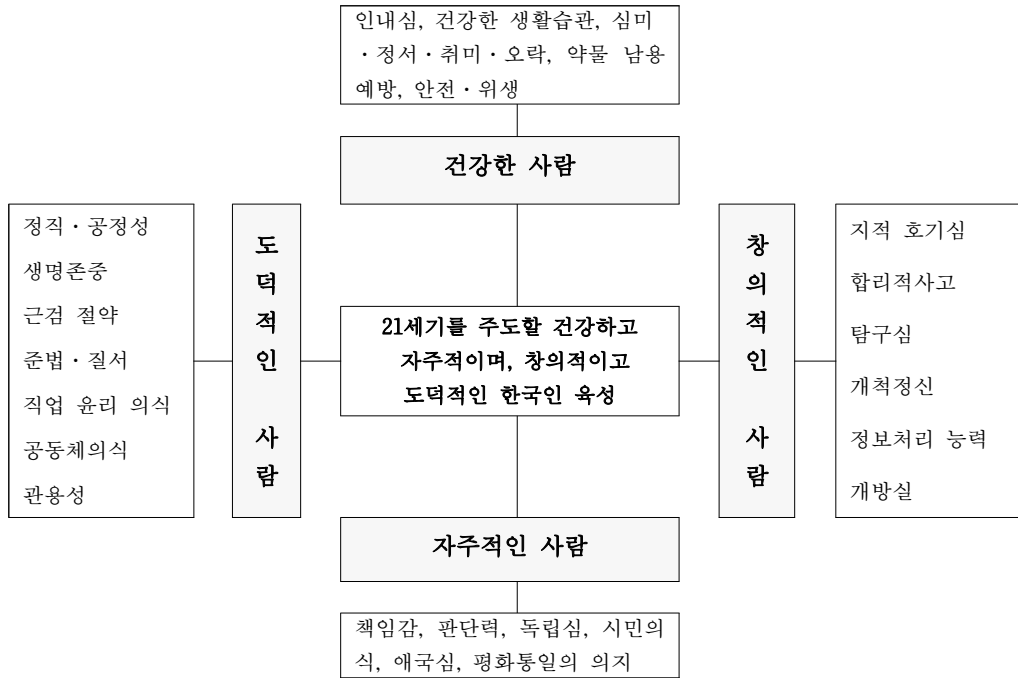 인내심, 건강한 생활습관, 심미
·정서·취미·오락, 약물 남용
예방, 안전·위생
건강한 사람
정직·공정성
생명존중
근검 절약
준법·질서
직업 윤리 의식
공동체의식
관용성
도덕적인 사람
21세기를 주도할 건강하고
자주적이며, 창의적이고
도덕적인 한국인 육성
창의적인 사람
지적 호기심
합리적사고
탐구심
개척정신
정보처리 능력
개방실
자주적인 사람
책임감, 판단력, 독립심, 시민의
식, 애국심, 평화통일의 의지